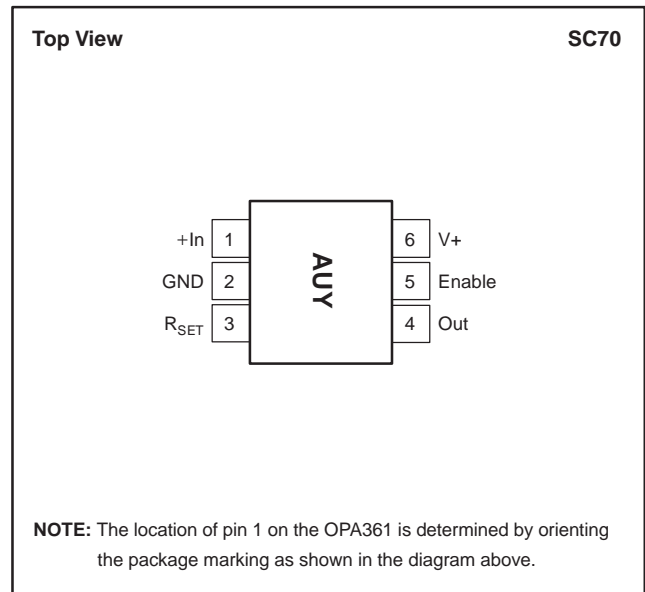 Top View SC70
+In 1 6 V+
GND 2 AUY 5 Enable
RSET 3 4 Out
NOTE: The location of pin 1 on the OPA361 is determined by orienting
the package marking as shown in the diagram above.